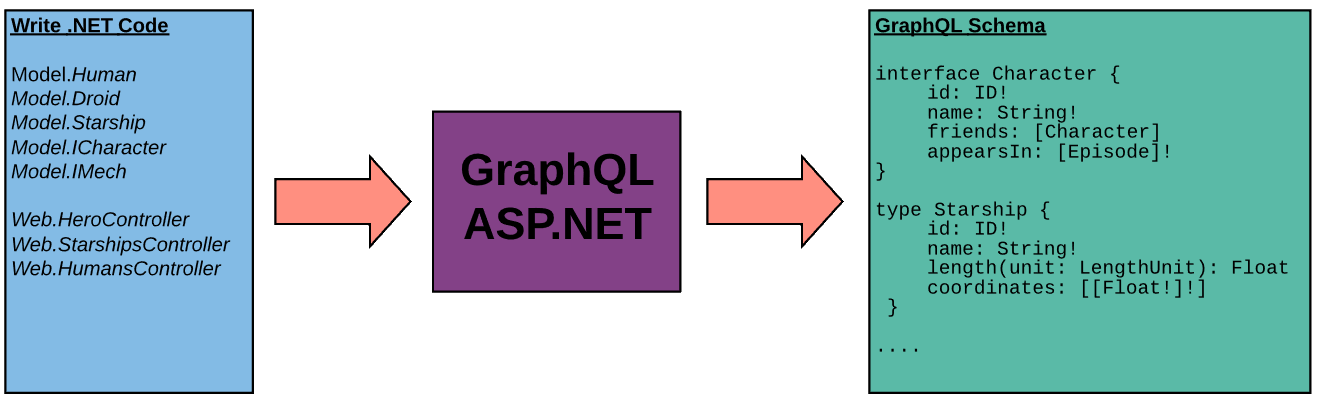 Write .NET Code
Model.Human
Model.Droid
Model.Starship
Model.ICharacter
Model.IMech
Web.HeroController
Web.StarshipsController
Web.HumansController
GraphQL
ASP.NET
GraphQL Schema
interface Character {
id: ID!
name: String!
friends: [Character]
appearsIn: [Episode]!
}
type Starship {
id: ID!
name: String!
length(unit: LengthUnit): Float
coordinates: [[Float!]!]
}
....